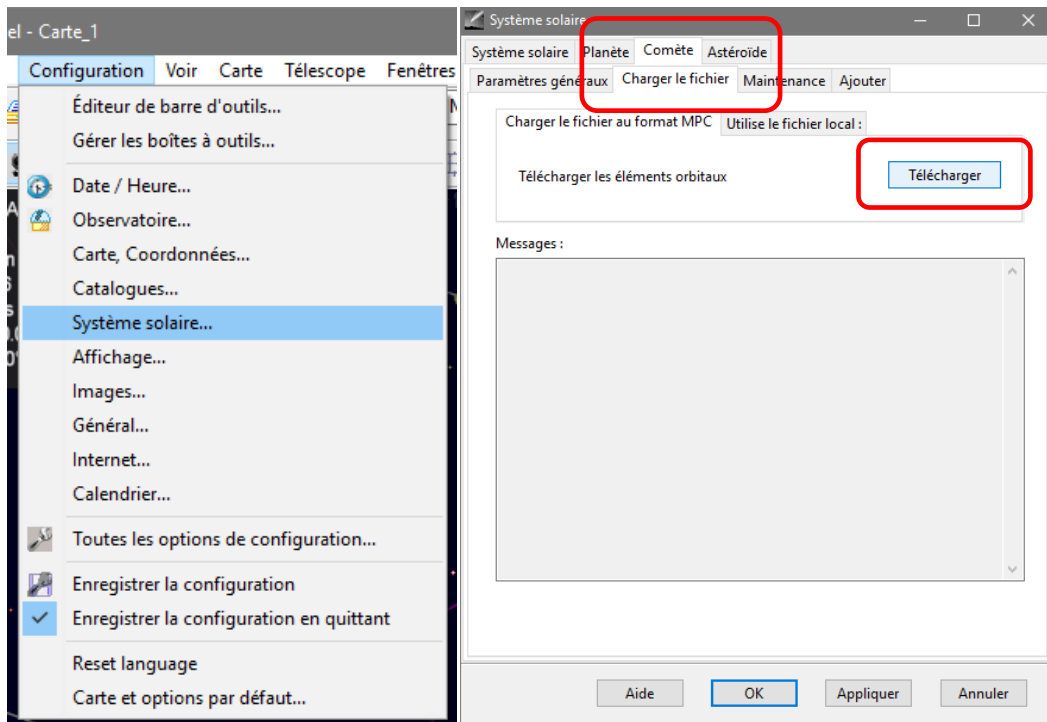 el - Carte_1
Configuration Voir Carte Télescope Fenêtres
Éditeur de barre d'outils...
Gérer les boîtes à outils...
Date / Heure...
Observatoire...
Carte, Coordonnées...
Catalogues...
Système solaire...
Affichage...
Images...
Général...
Internet...
Calendrier...
Toutes les options de configuration...
Enregistrer la configuration
Enregistrer la configuration en quittant
Reset language
Carte et options par défaut...
Système solaire
Système solaire Planète Comète Astéroïde
Paramètres généraux Charger le fichier Maintenance Ajouter
Charger le fichier au format MPC Utilise le fichier local :
Télécharger les éléments orbitaux Télécharger
Messages :
Aide OK Appliquer Annuler